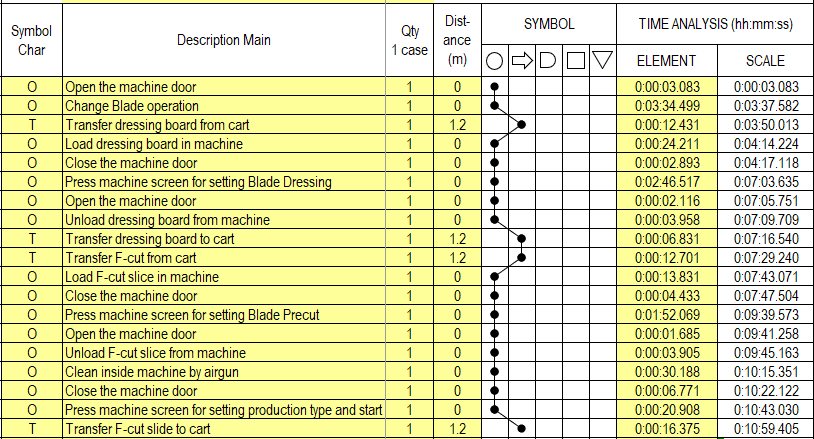 Symbol Char Description Main Qty 1 case Dist-ance (m) SYMBOL TIME ANALYSIS (hh:mm:ss)
ELEMENT SCALE
O Open the machine door 1 0 0:00:03.083 0:00:03.083
O Change Blade operation 1 0 0:03:34.499 0:03:37.582
T Transfer dressing board from cart 1 1.2 0:00:12.431 0:03:50.013
O Load dressing board in machine 1 0 0:00:24.211 0:04:14.224
O Close the machine door 1 0 0:00:02.893 0:04:17.118
O Press machine screen for setting Blade Dressing 1 0 0:02:46.517 0:07:03.635
O Open the machine door 1 0 0:00:02.116 0:07:05.751
O Unload dressing board from machine 1 0 0:00:03.958 0:07:09.709
T Transfer dressing board to cart 1 1.2 0:00:06.831 0:07:16.540
T Transfer F-cut from cart 1 1.2 0:00:12.701 0:07:29.240
O Load F-cut slice in machine 1 0 0:00:13.831 0:07:43.071
O Close the machine door 1 0 0:00:04.433 0:07:47.504
O Press machine screen for setting Blade Precut 1 0 0:01:52.069 0:09:39.573
O Open the machine door 1 0 0:00:01.685 0:09:41.258
O Unload F-cut slice from machine 1 0 0:00:03.905 0:09:45.163
O Clean inside machine by airgun 1 0 0:00:30.188 0:10:15.351
O Close the machine door 1 0 0:00:06.771 0:10:22.122
O Press machine screen for setting production type and start 1 0 0:00:20.908 0:10:43.030
T Transfer F-cut slide to cart 1 1.2 0:00:16.375 0:10:59.405